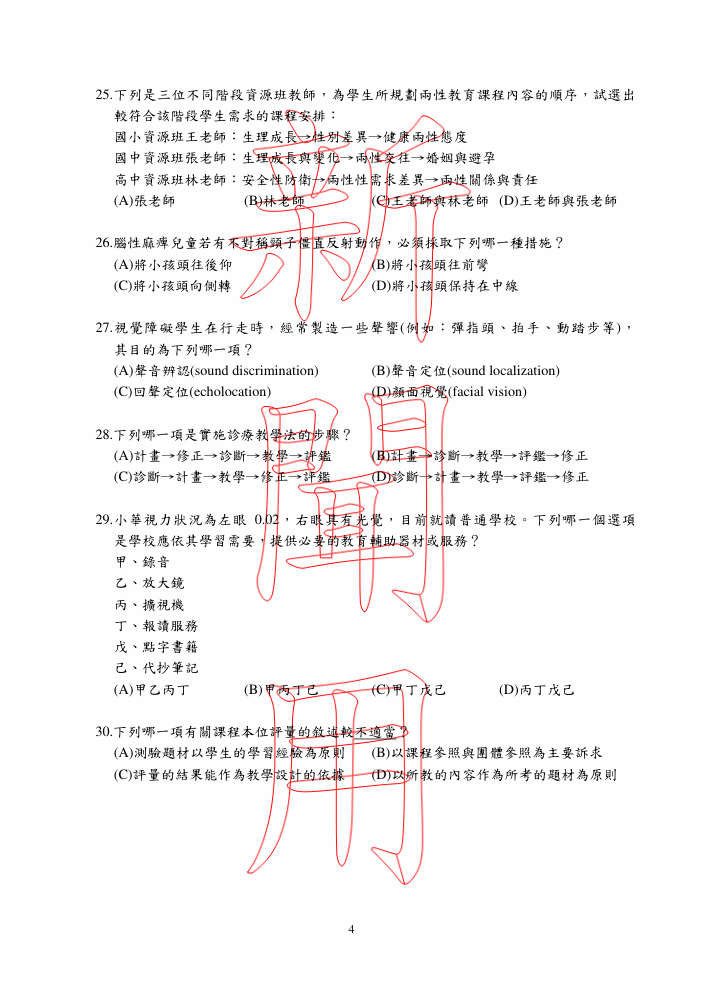 25.下列是三位不同階段資源班教師，為學生所規劃兩性教育課程內容的順序，試選出
較符合該階段學生需求的課程安排：
國小資源班王老師：生理成長→性別差異→健康兩性態度
國中資源班張老師：生理成長與變化→兩性交往→婚姻與避孕
高中資源班林老師：安全性防衛→兩性性需求差異→兩性關係與責任
(A)張老師 (B)林老師 (C)王老師與林老師 (D)王老師與張老師
26.腦性麻痺兒童若有不對稱頸子僵直反射動作，必須採取下列哪一種措施？
(A)將小孩頭往後仰 (B)將小孩頭往前彎
(C)將小孩頭向側轉 (D)將小孩頭保持在中線
27.視覺障礙學生在行走時，經常製造一些聲響(例如：彈指頭、拍手、動踏步等)，
其目的為下列哪一項？
(A)聲音辨認(sound discrimination) (B)聲音定位(sound localization)
(C)回聲定位(echolocation) (D)顏面視覺(facial vision)
28.下列哪一項是實施診療教學法的步驟？
(A)計畫→修正→診斷→教學→評鑑 (B)計畫→診斷→教學→評鑑→修正
(C)診斷→計畫→教學→修正→評鑑 (D)診斷→計畫→教學→評鑑→修正
29.小華視力狀況為左眼 0.02，右眼具有光覺，目前就讀普通學校。下列哪一個選項
是學校應依其學習需要，提供必要的教育輔助器材或服務？
甲、錄音
乙、放大鏡
丙、擴視機
丁、報讀服務
戊、點字書籍
己、代抄筆記
(A)甲乙丙丁 (B)甲丙丁己 (C)甲丁戊己 (D)丙丁戊己
30.下列哪一項有關課程本位評量的敘述較不適當？
(A)測驗題材以學生的學習經驗為原則 (B)以課程參照與團體參照為主要訴求
(C)評量的結果能作為教學設計的依據 (D)以所教的內容作為所考的題材為原則
新聞用
4